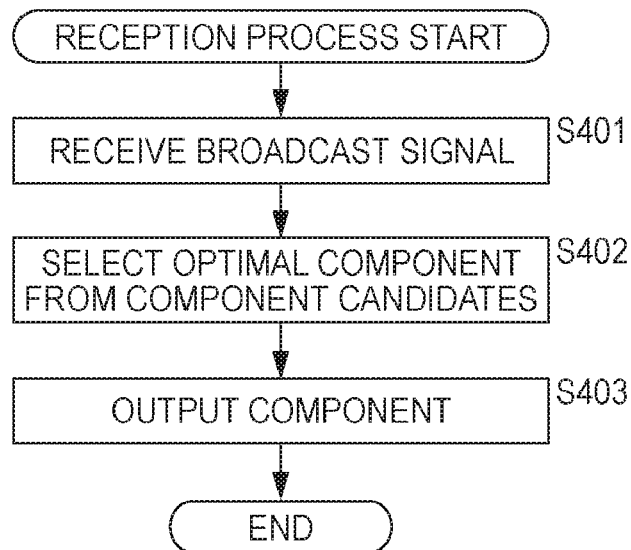 RECEPTION PROCESS START
RECEIVE BROADCAST SIGNAL
S401
SELECT OPTIMAL COMPONENT
FROM COMPONENT CANDIDATES
S402
OUTPUT COMPONENT
S403
END